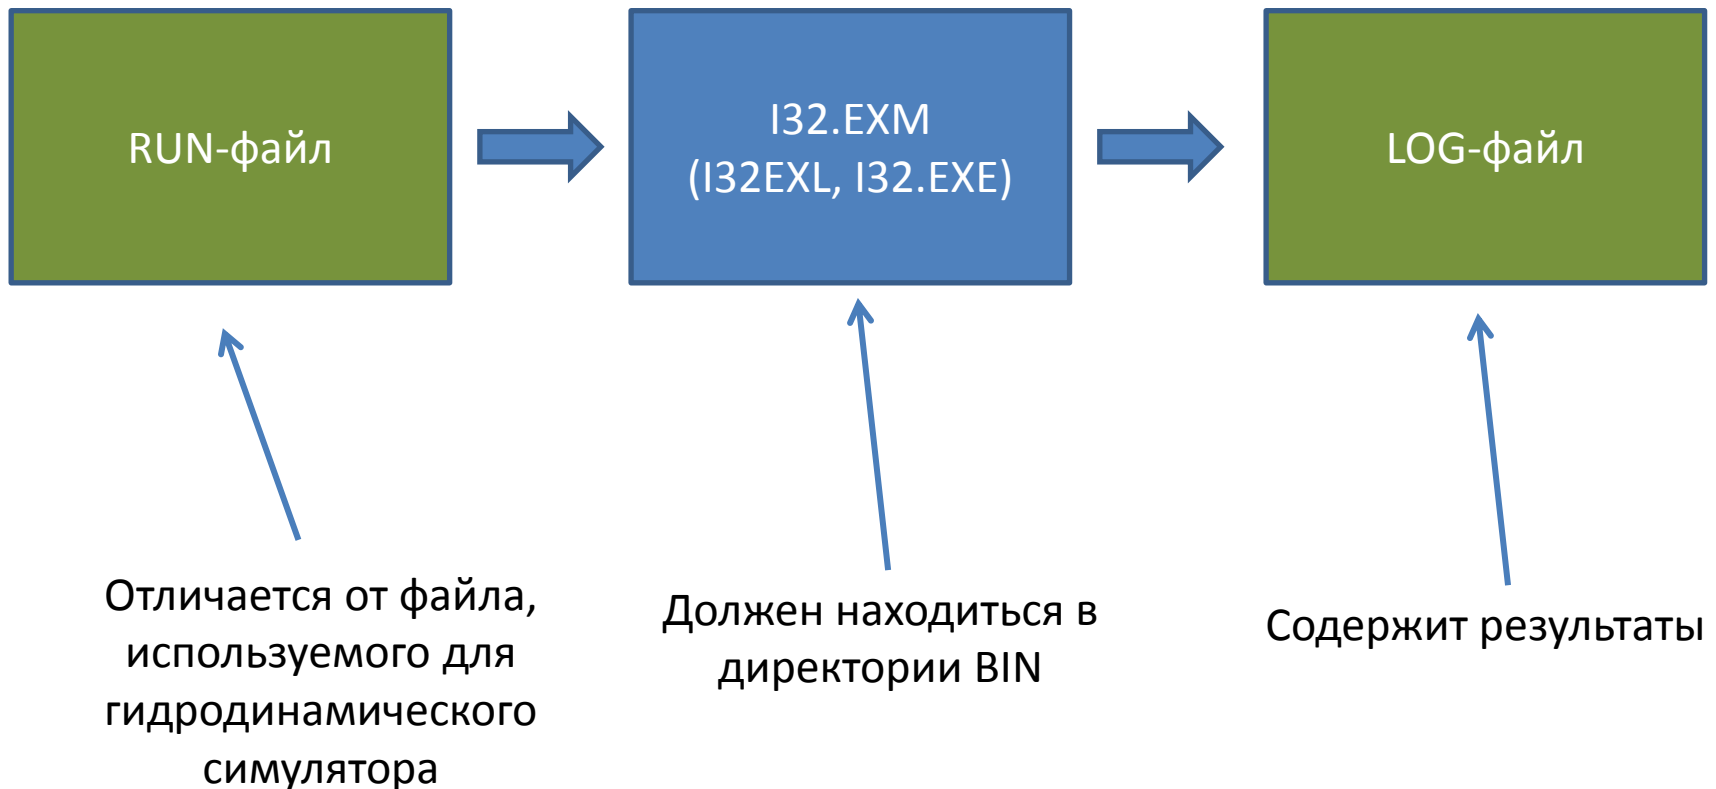 RUN-файл
I32.EXM
(I32EXL, I32.EXE)
LOG-файл
Отличается от файла,
используемого для
гидродинамического
симулятора
Должен находиться в
директории BIN
Содержит результаты